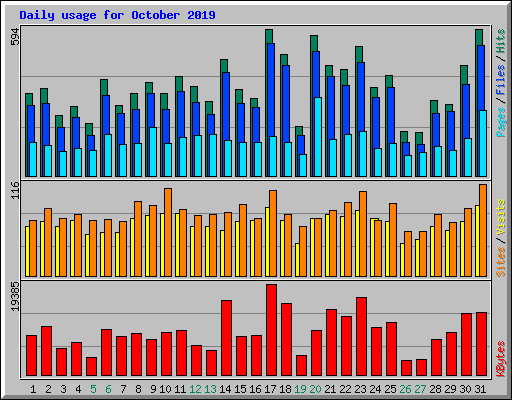 Daily usage for October 2019
594
Pages / Files / Hits
116
Sites / Visits
19385
KBytes
1 2 3 4 5 6 7 8 9 10 11 12 13 14 15 16 17 18 19 20 21 22 23 24 25 26 27 28 29 30 31